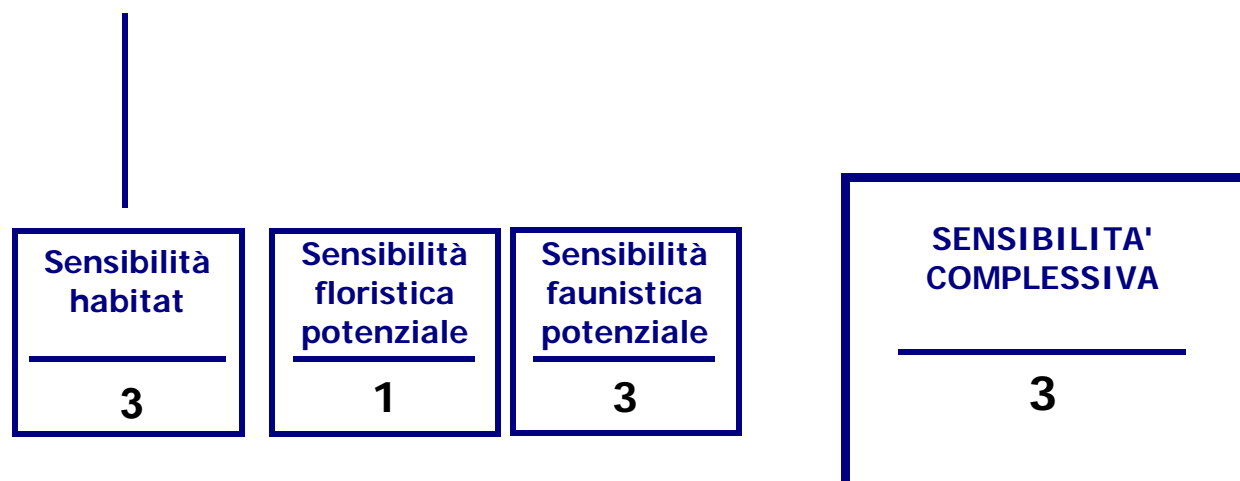 Sensibilità
habitat
3
Sensibilità
floristica
potenziale
1
Sensibilità
faunistica
potenziale
3
SENSIBILITA'
COMPLESSIVA
3